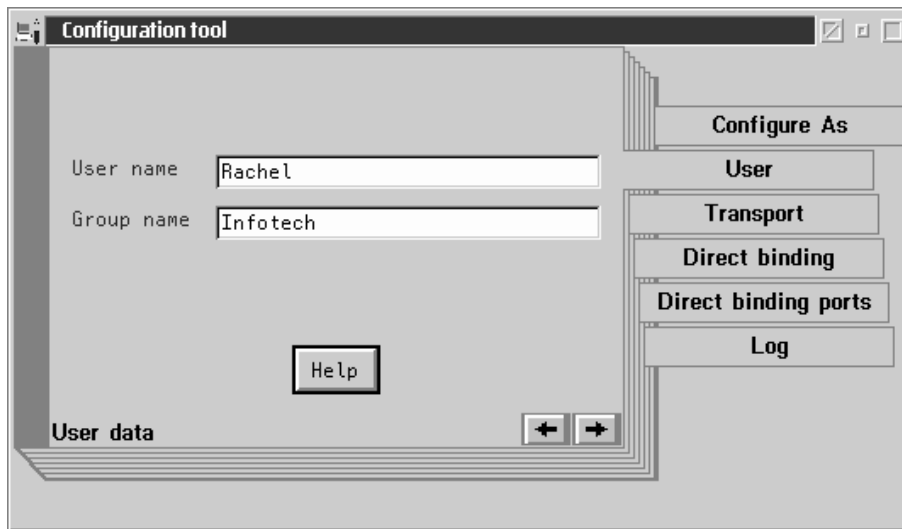 Configuration tool
Configure As
User name
Rachel
User
Group name
Infotech
Transport
Direct binding
Direct binding ports
Log
Help
User data